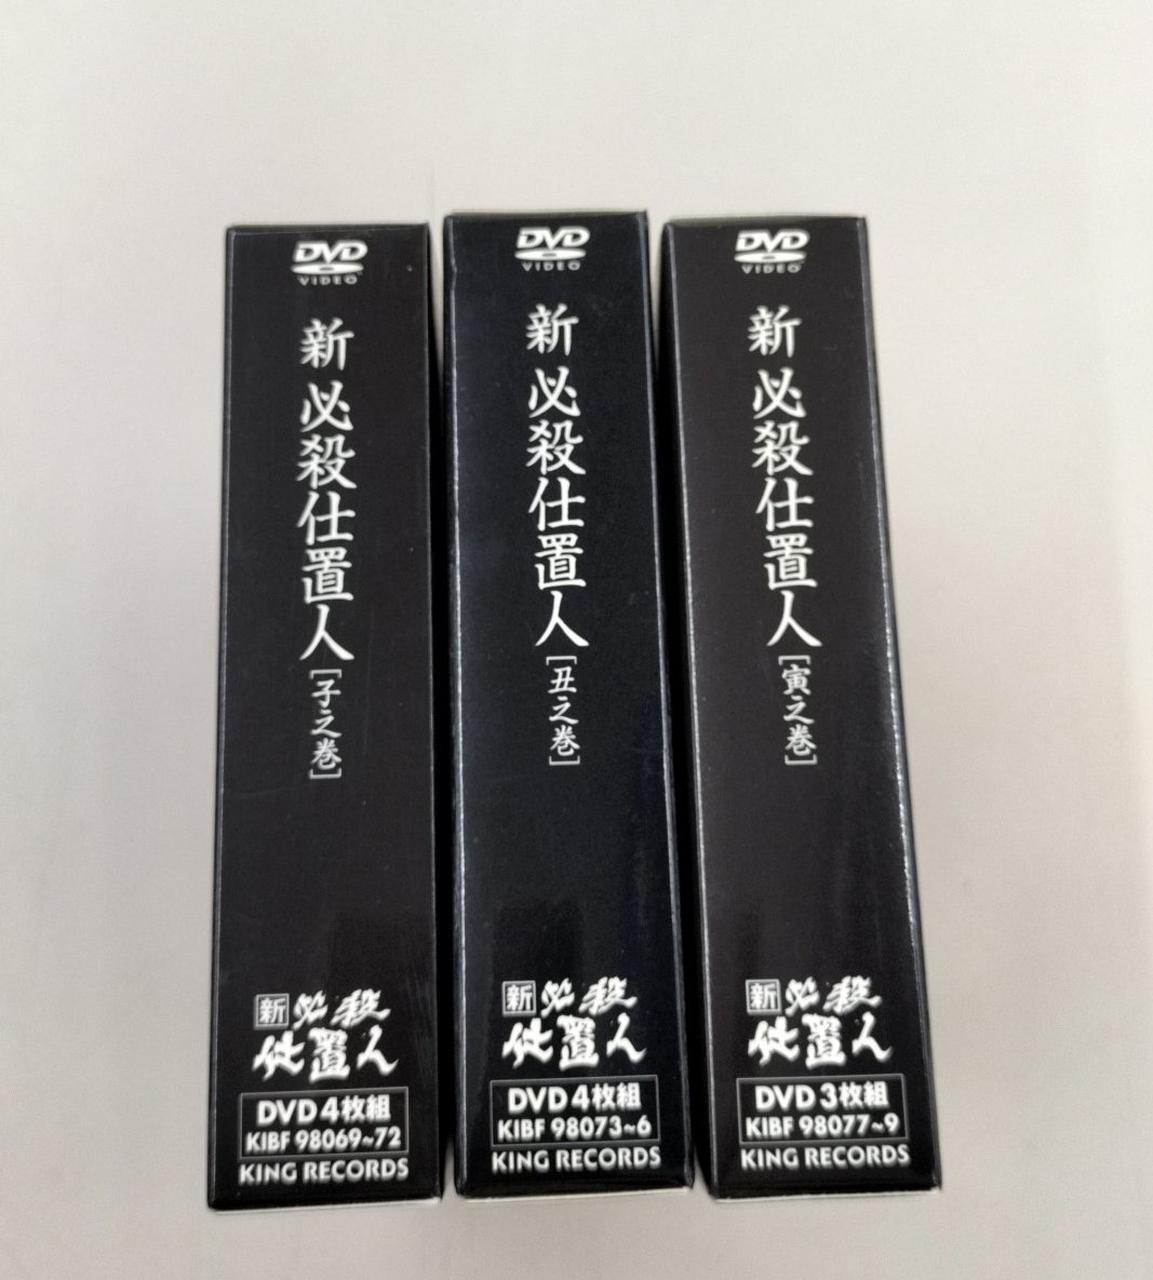 DVD
VIDEO
新 必殺仕置人
[子之巻]
新 必殺
仕置人
DVD 4枚組
KIBF 98069~72
KING RECORDS
DVD
VIDEO
新 必殺仕置人
[丑之巻]
新 必殺
仕置人
DVD 4枚組
KIBF 98073~6
KING RECORDS
DVD
VIDEO
新 必殺仕置人
[寅之巻]
新 必殺
仕置人
DVD 3枚組
KIBF 98077~9
KING RECORDS